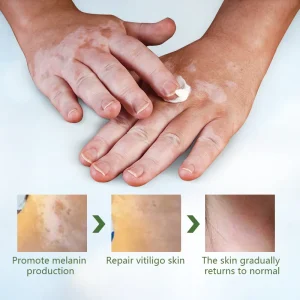 Promote melanin
production
Repair vitiligo skin
The skin gradually
returns to normal